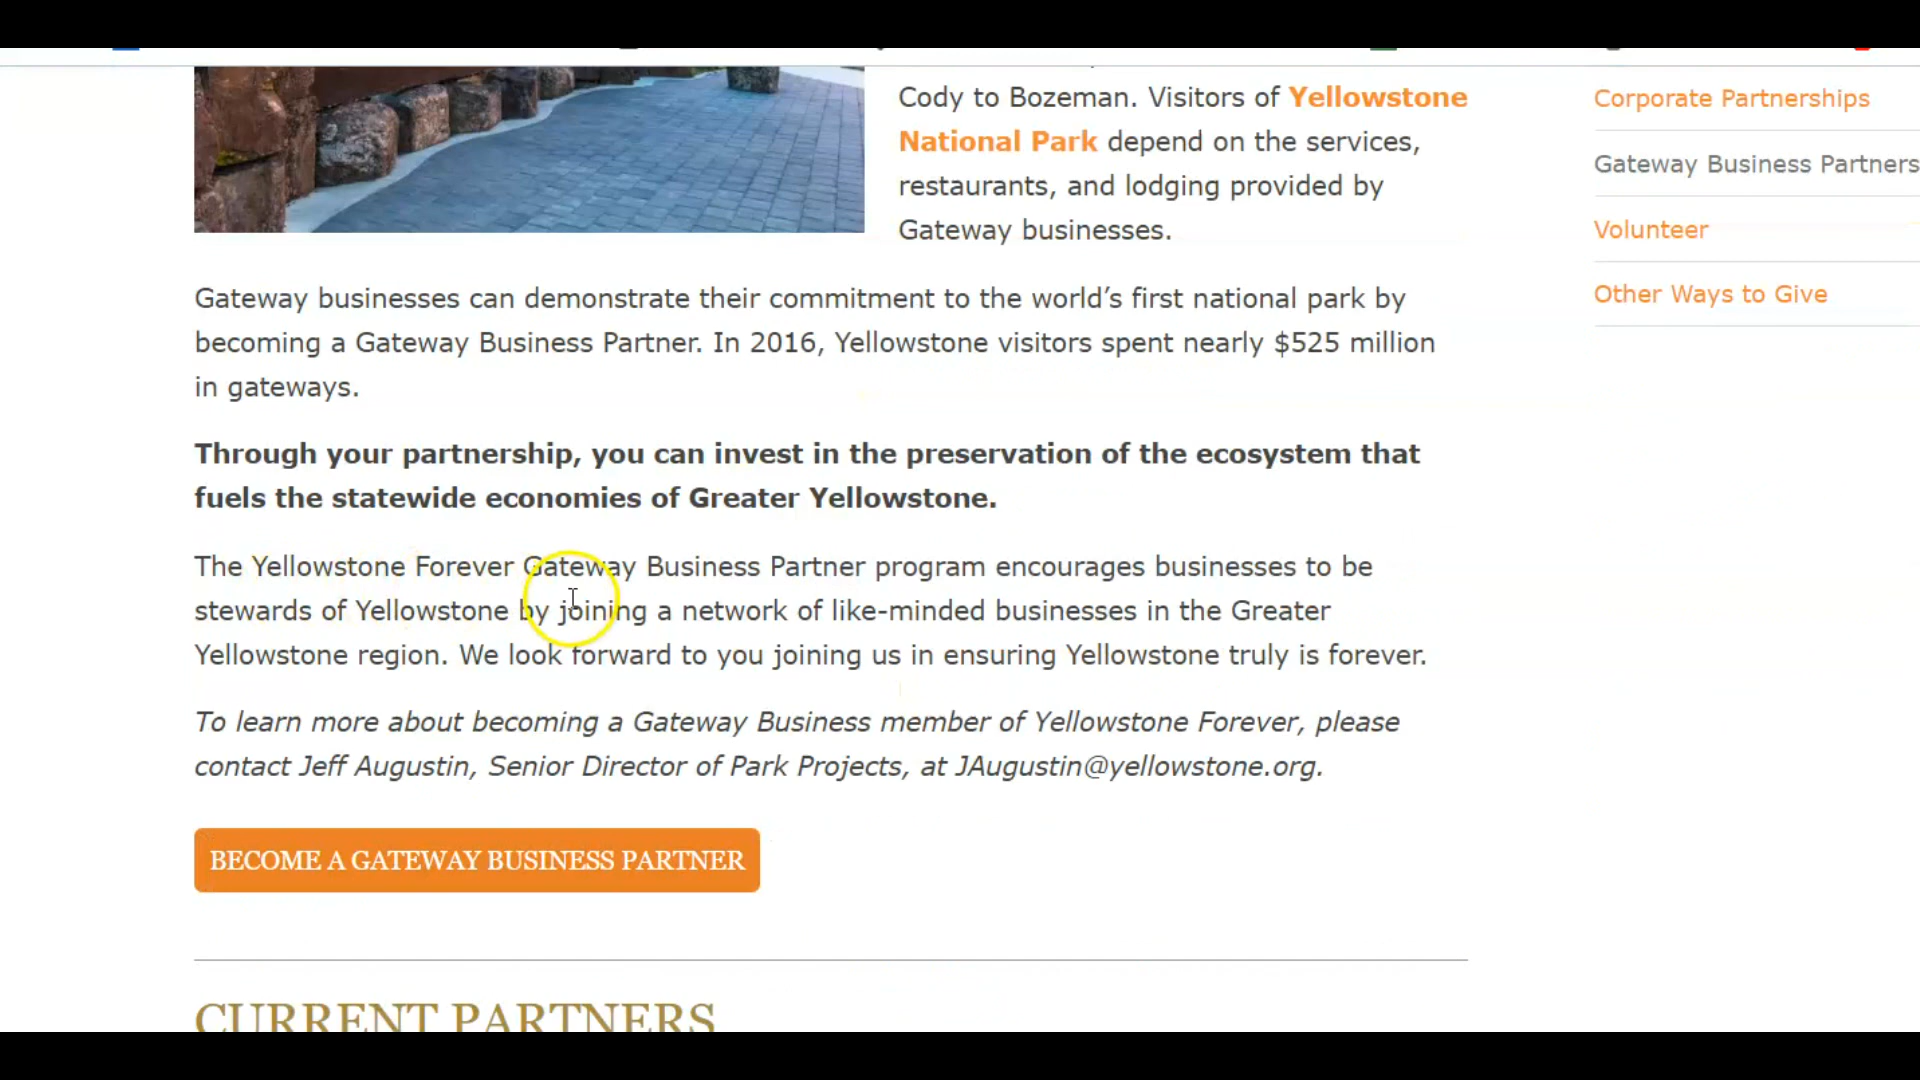 Cody to Bozeman. Visitors of Yellowstone
National Park depend on the services,
restaurants, and lodging provided by
Gateway businesses.
Gateway businesses can demonstrate their commitment to the world’s first national park by
becoming a Gateway Business Partner. In 2016, Yellowstone visitors spent nearly $525 million
in gateways.
Through your partnership, you can invest in the preservation of the ecosystem that
fuels the statewide economies of Greater Yellowstone.
The Yellowstone Forever Gateway Business Partner program encourages businesses to be
stewards of Yellowstone by joining a network of like-minded businesses in the Greater
Yellowstone region. We look forward to you joining us in ensuring Yellowstone truly is forever.
To learn more about becoming a Gateway Business member of Yellowstone Forever, please
contact Jeff Augustin, Senior Director of Park Projects, at JAugustin@yellowstone.org.
BECOME A GATEWAY BUSINESS PARTNER
CURRENT PARTNERS
Corporate Partnerships
Gateway Business Partners
Volunteer
Other Ways to Give